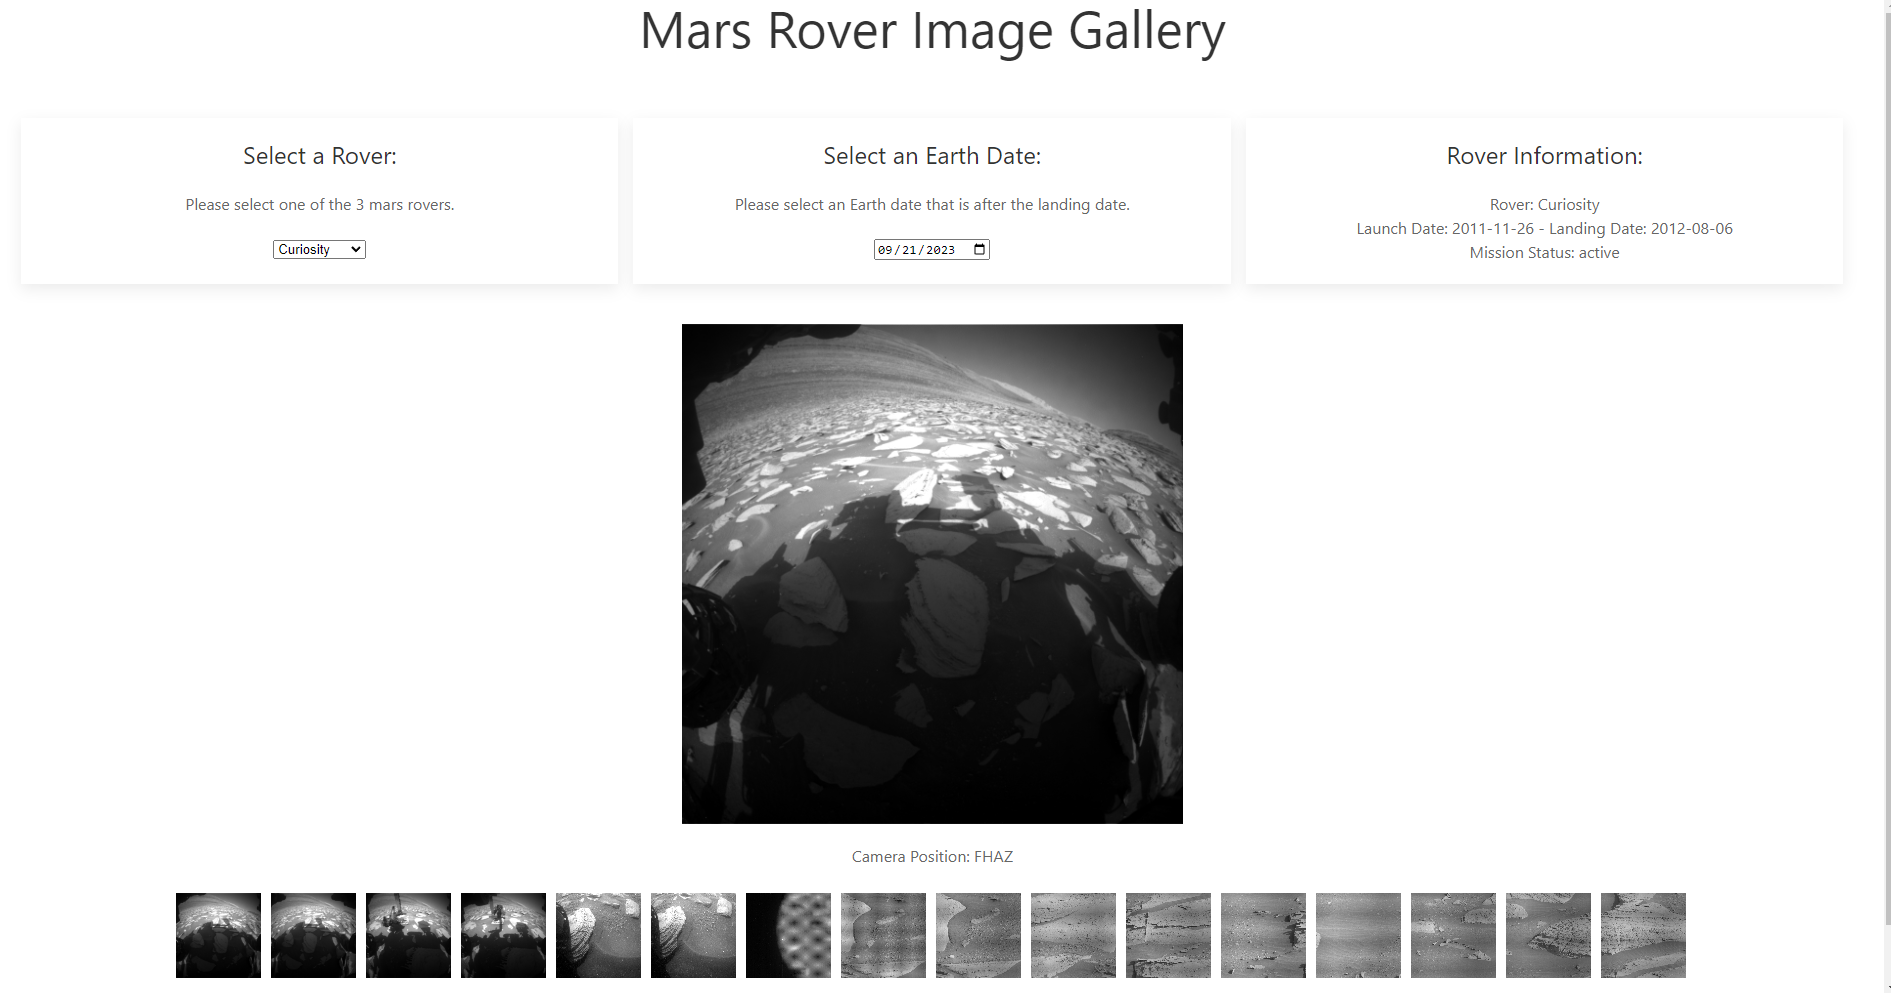 Mars Rover Image Gallery
Select a Rover:
Please select one of the 3 mars rovers.
Curiosity
Select an Earth Date:
Please select an Earth date that is after the landing date.
09/21/2023
Rover Information:
Rover: Curiosity
Launch Date: 2011-11-26 - Landing Date: 2012-08-06
Mission Status: active
Camera Position: FHAZ